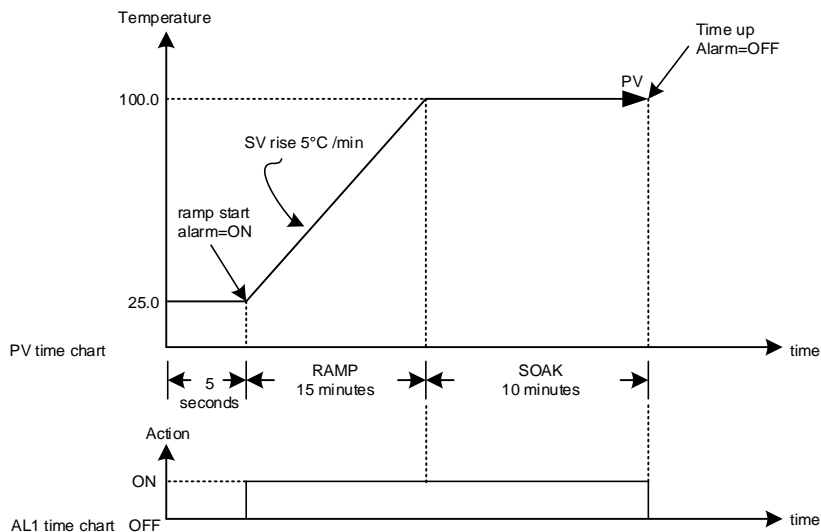 Temperature
Time up
Alarm=OFF
PV
100.0
SV rise 5°C /min
ramp start
alarm=ON
25.0
PV time chart
time
5
seconds
RAMP
15 minutes
SOAK
10 minutes
Action
ON
AL1 time chart OFF
time